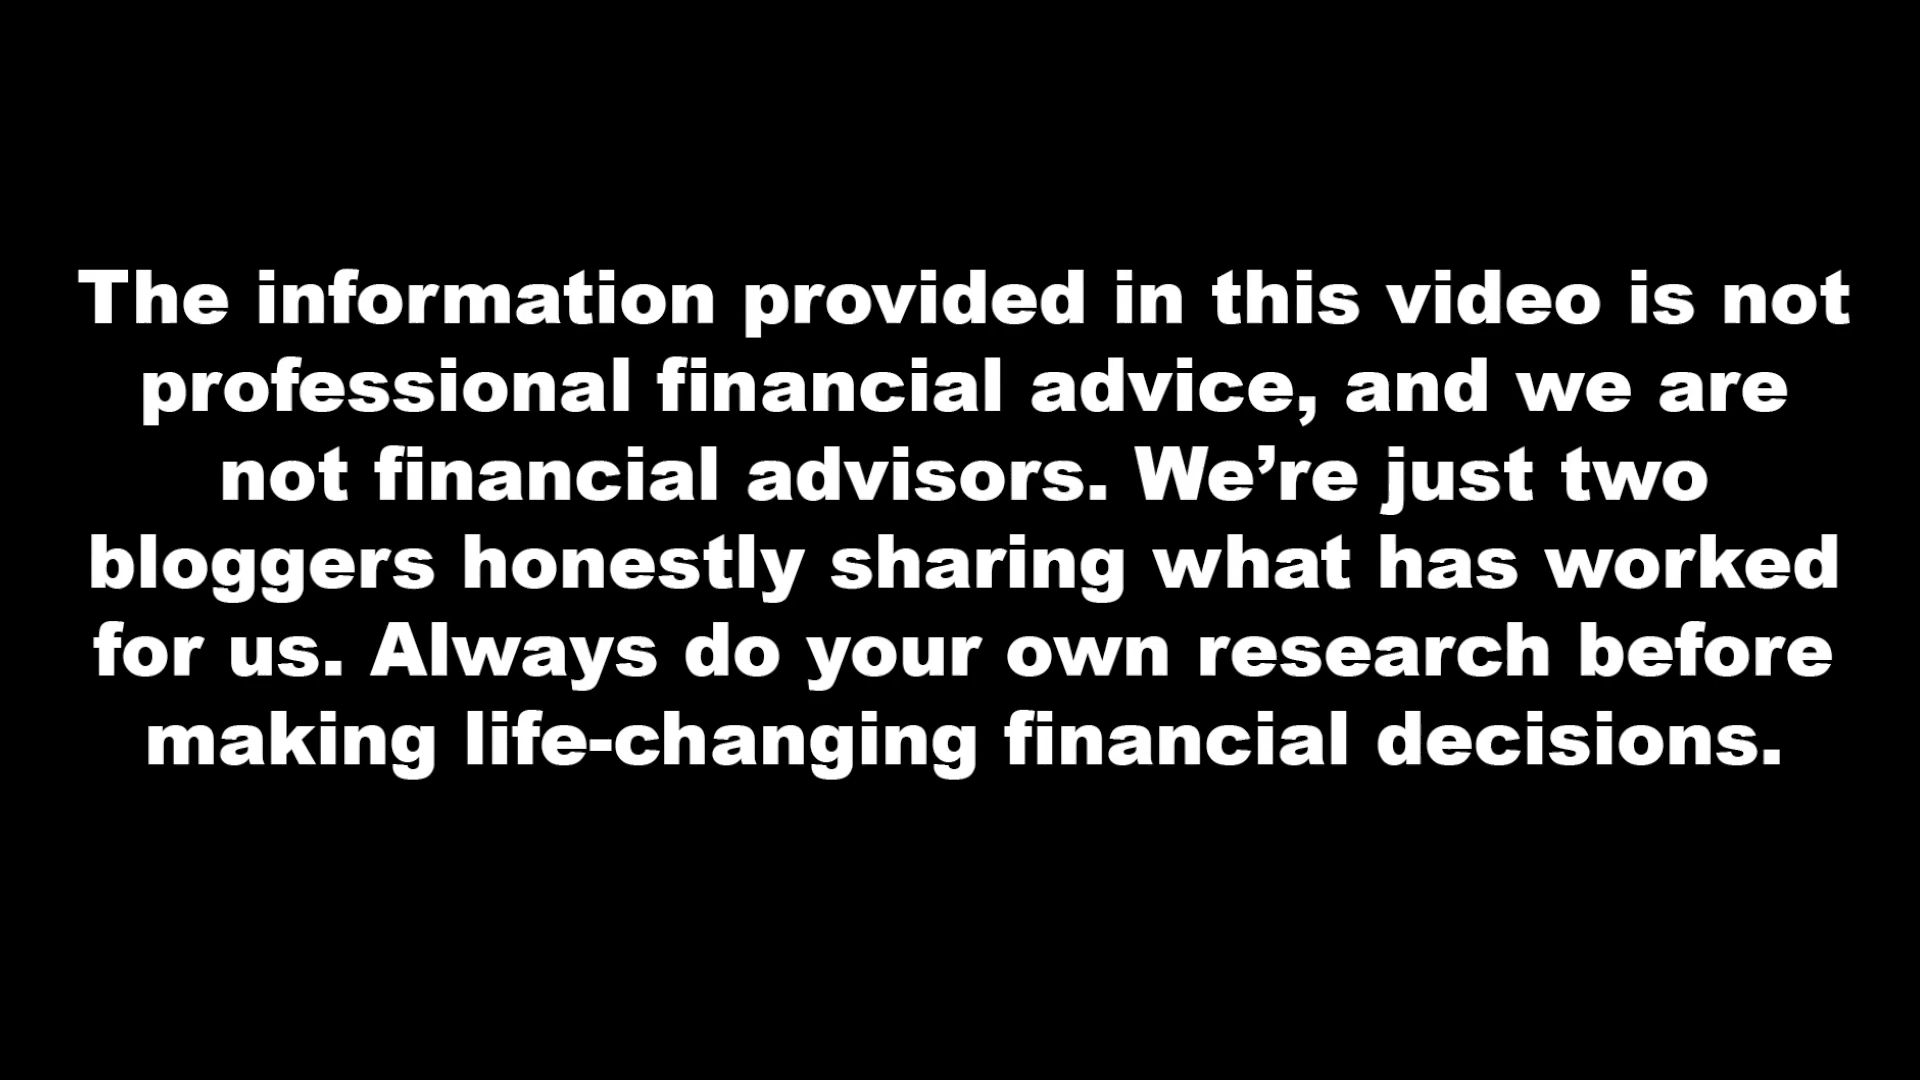 The information provided in this video is not
professional financial advice, and we are
not financial advisors. We’re just two
bloggers honestly sharing what has worked
for us. Always do your own research before
making life-changing financial decisions.